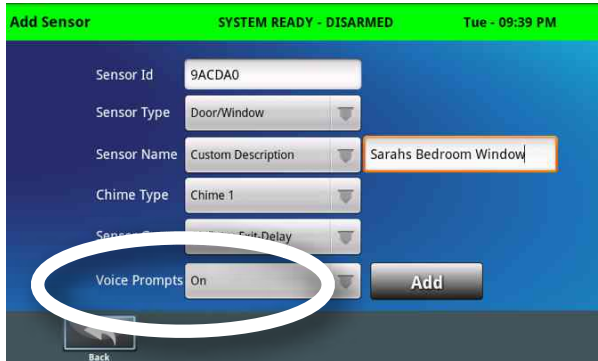 Add Sensor SYSTEM READY - DISARMED Tue - 09:39 PM
Sensor Id 9ACDA0
Sensor Type Door/Window
Sensor Name Custom Description Sarahs Bedroom Window
Chime Type Chime 1
Sensor Exit-Delay
Voice Prompts On Add
Back